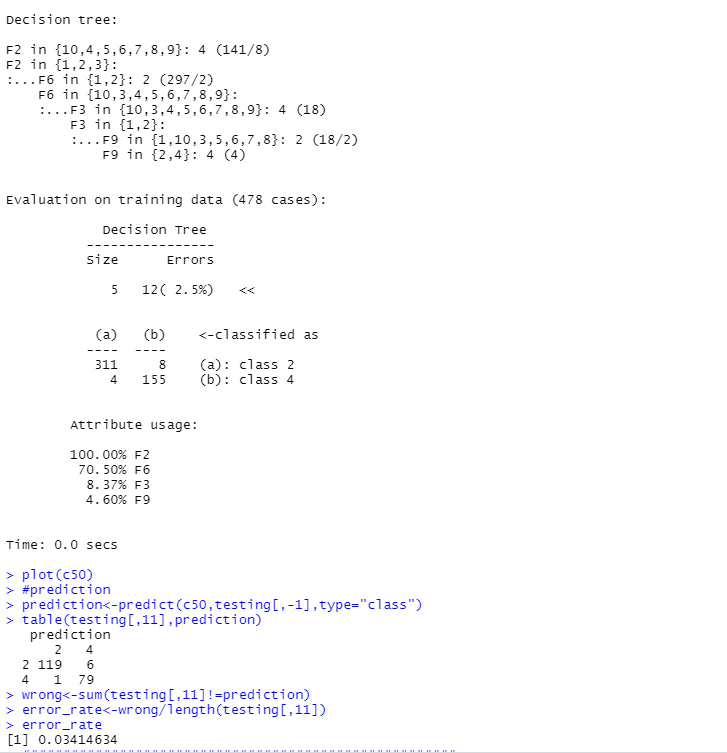 Decision tree:

F2 in {10,4,5,6,7,8,9}: 4 (141/8)
F2 in {1,2,3}:
:...F6 in {1,2}: 2 (297/2)
    F6 in {10,3,4,5,6,7,8,9}:
    :...F3 in {10,3,4,5,6,7,8,9}: 4 (18)
        F3 in {1,2}:
        :...F9 in {1,10,3,5,6,7,8}: 2 (18/2)
            F9 in {2,4}: 4 (4)


Evaluation on training data (478 cases):

            Decision Tree
          ----------------
          Size      Errors

             5   12( 2.5%)   <<


           (a)   (b)    <-classified as
          ----  ----
           311     8    (a): class 2
             4   155    (b): class 4


        Attribute usage:

        100.00% F2
         70.50% F6
          8.37% F3
          4.60% F9


Time: 0.0 secs

> plot(c50)
> #prediction
> prediction<-predict(c50,testing[,-1],type="class")
> table(testing[,11],prediction)
   prediction
      2   4
  2 119   6
  4   1  79
> wrong<-sum(testing[,11]!=prediction)
> error_rate<-wrong/length(testing[,11])
> error_rate
[1] 0.03414634